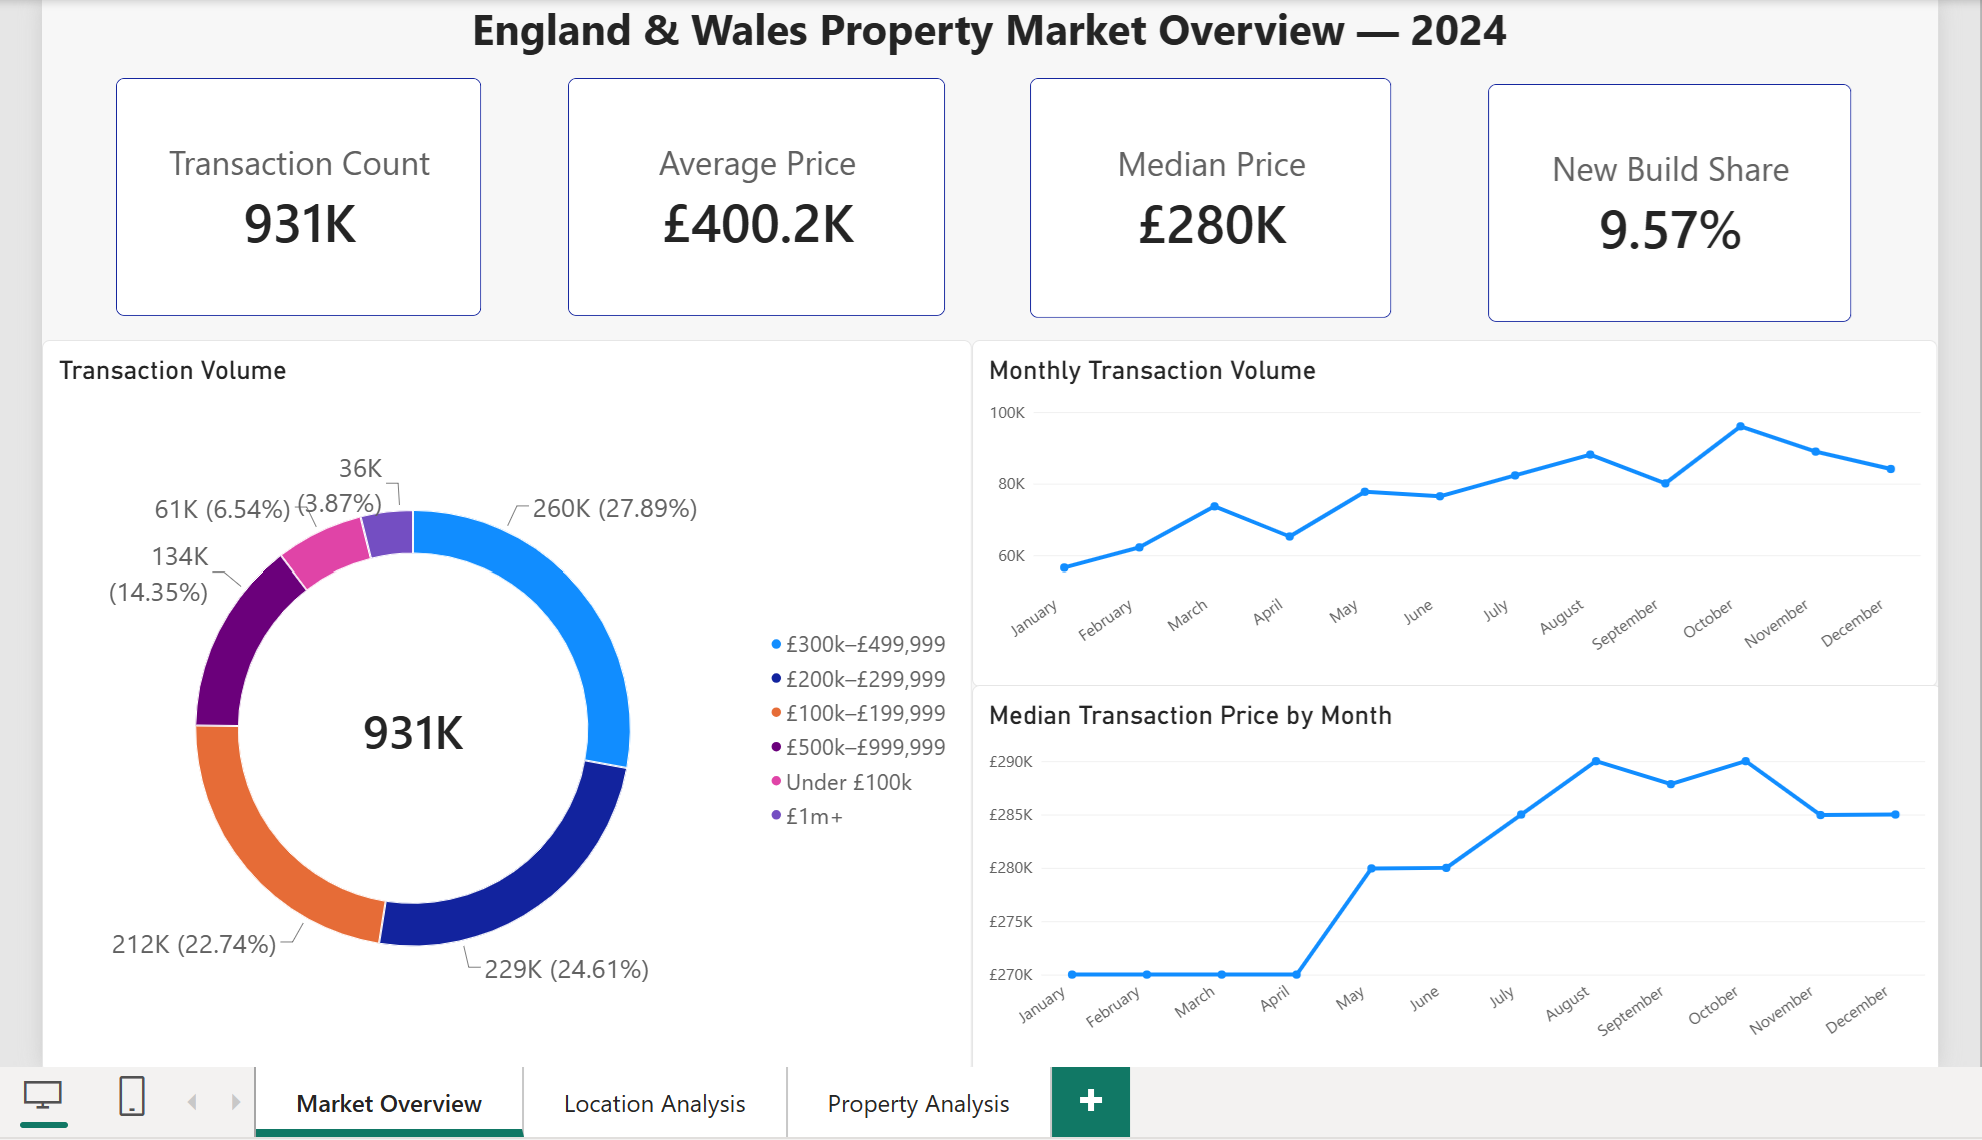 England & Wales Property Market Overview — 2024
Transaction Count
931K
Average Price
£400.2K
Median Price
£280K
New Build Share
9.57%
Transaction Volume
36K
(3.87%)
61K (6.54%)
134K
(14.35%)
260K (27.89%)
931K
212K (22.74%)
229K (24.61%)
£300k–£499,999
£200k–£299,999
£100k–£199,999
£500k–£999,999
Under £100k
£1m+
Monthly Transaction Volume
100K
80K
60K
January
February
March
April
May
June
July
August
September
October
November
December
Median Transaction Price by Month
£290K
£285K
£280K
£275K
£270K
January
February
March
April
May
June
July
August
September
October
November
December
Market Overview
Location Analysis
Property Analysis
+